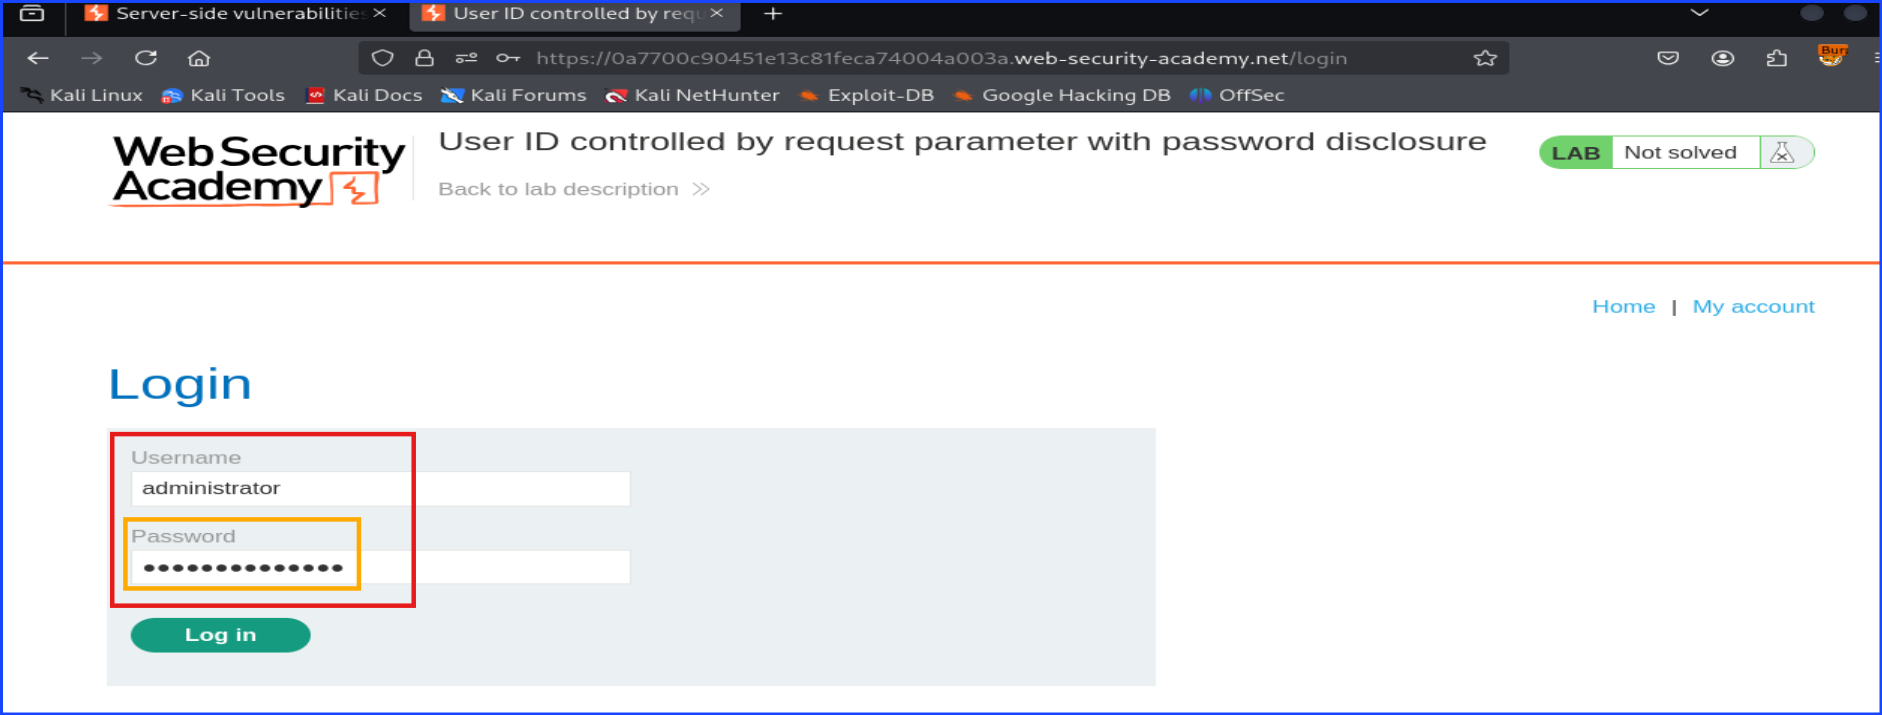 Server-side vulnerabilities
User ID controlled by requ
https://0a7700c90451e13c81feca74004a003a.web-security-academy.net/login
Kali Linux Kali Tools Kali Docs Kali Forums Kali NetHunter Exploit-DB Google Hacking DB OffSec
Web Security
Academy
User ID controlled by request parameter with password disclosure
Back to lab description
LAB Not solved
Home | My account
Login
Username
administrator
Password
Log in